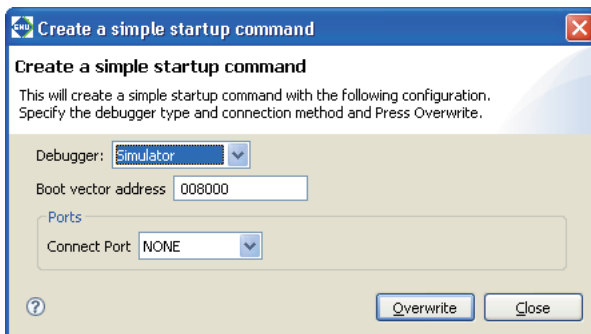 GNU Create a simple startup command
Create a simple startup command
This will create a simple startup command with the following configuration.
Specify the debugger type and connection method and Press Overwrite.
Debugger: Simulator
Boot vector address 008000
Ports
Connect Port NONE
? Overwrite Close